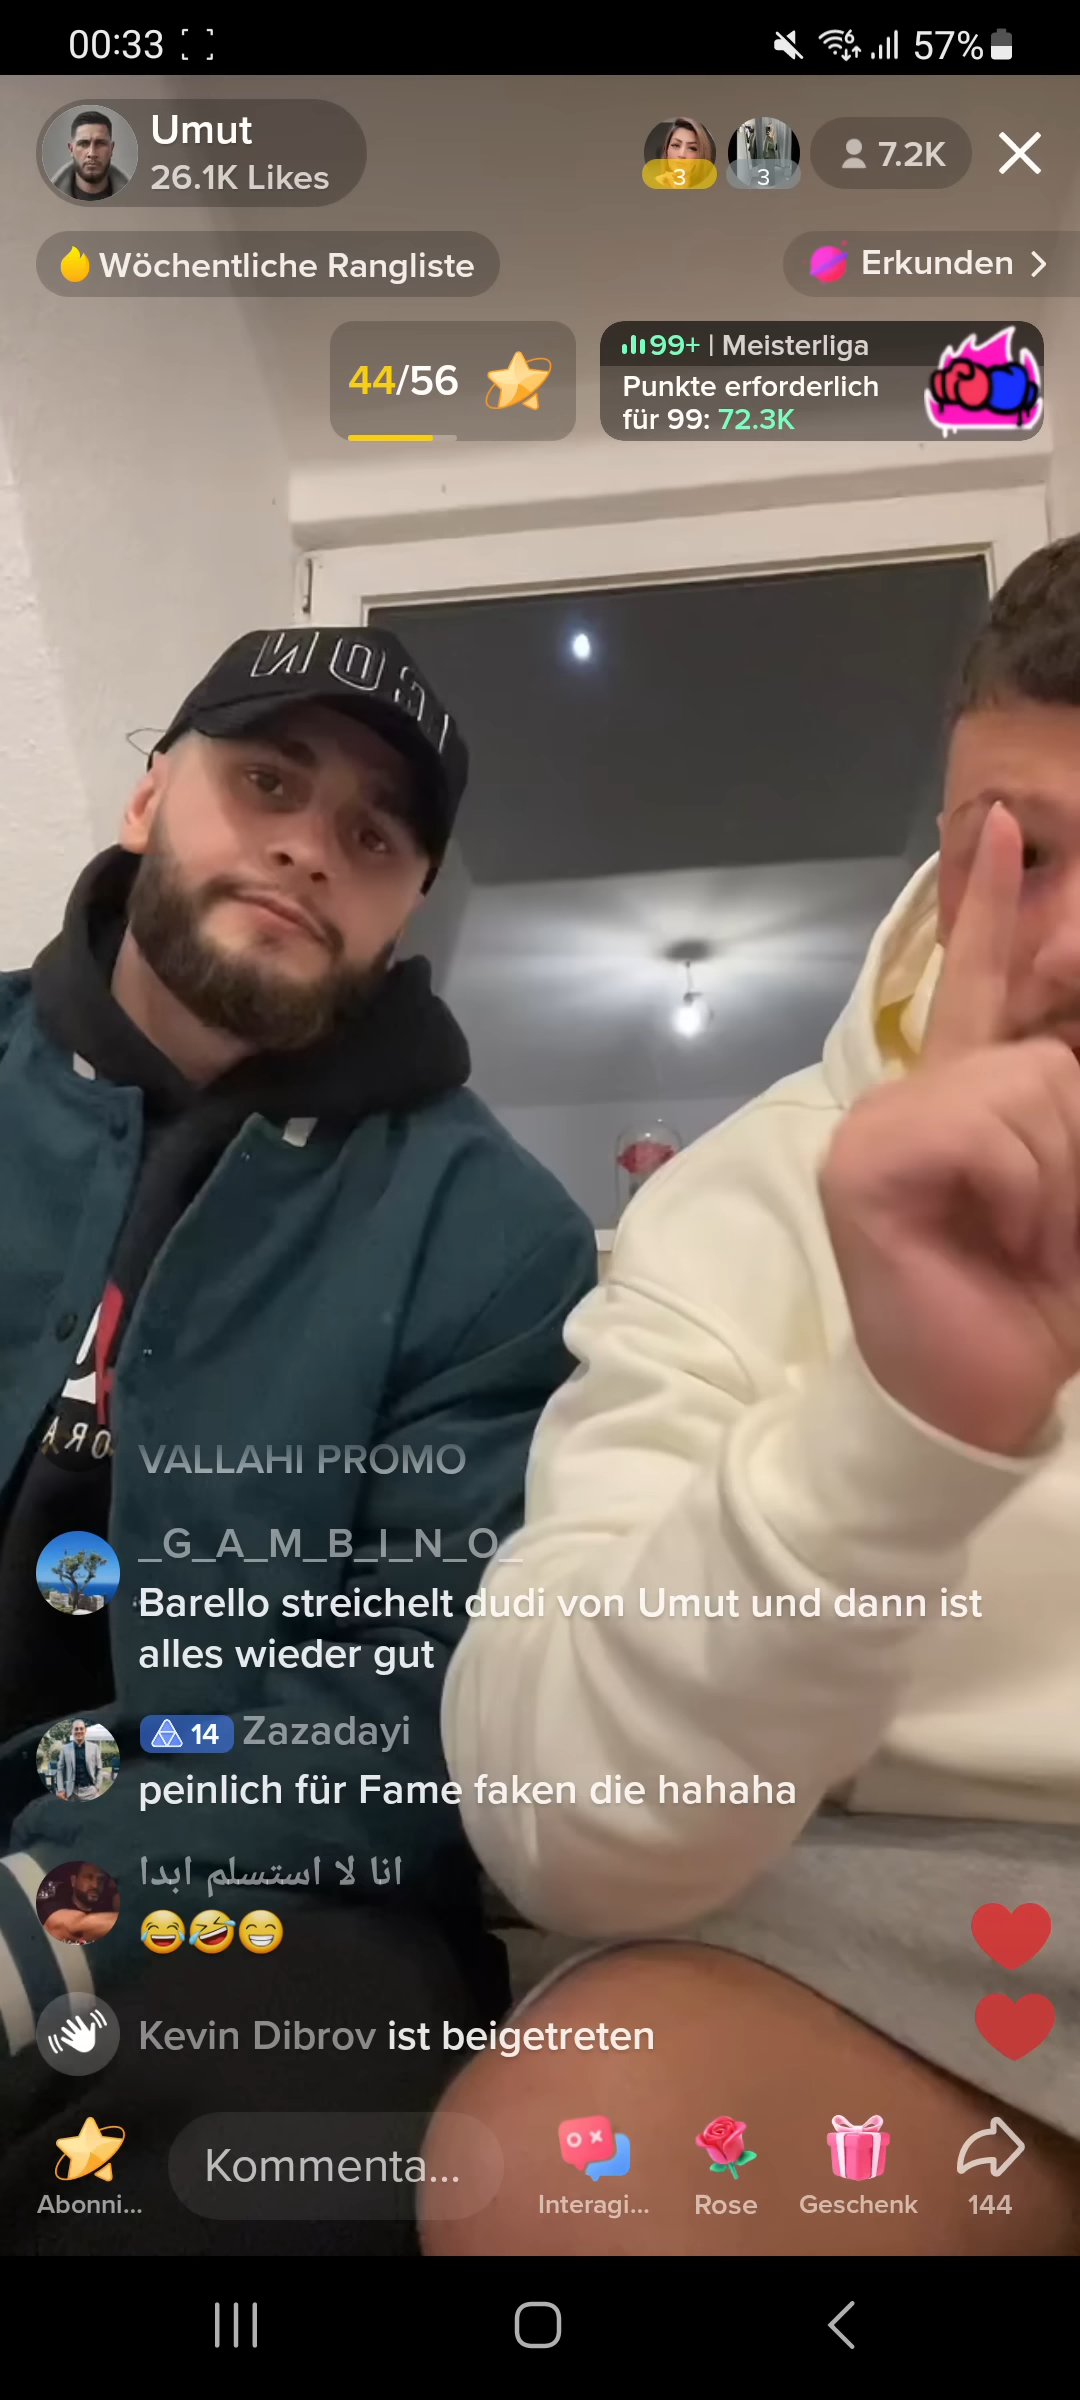 00:33
57%
Umut
26.1K Likes
3
3
7.2K
Wöchentliche Rangliste
Erkunden
44/56
99+ | Meisterliga
Punkte erforderlich
für 99: 72.3K
VALLAHI PROMO
_G_A_M_B_I_N_O_
Barello streichelt dudi von Umut und dann ist
alles wieder gut
14 Zazadayi
peinlich für Fame faken die hahaha
انا لا استسلم ابدا
😂🤣😁
Kevin Dibrov ist beigetreten
Abonni...
Kommenta...
Interagi...
Rose
Geschenk
144